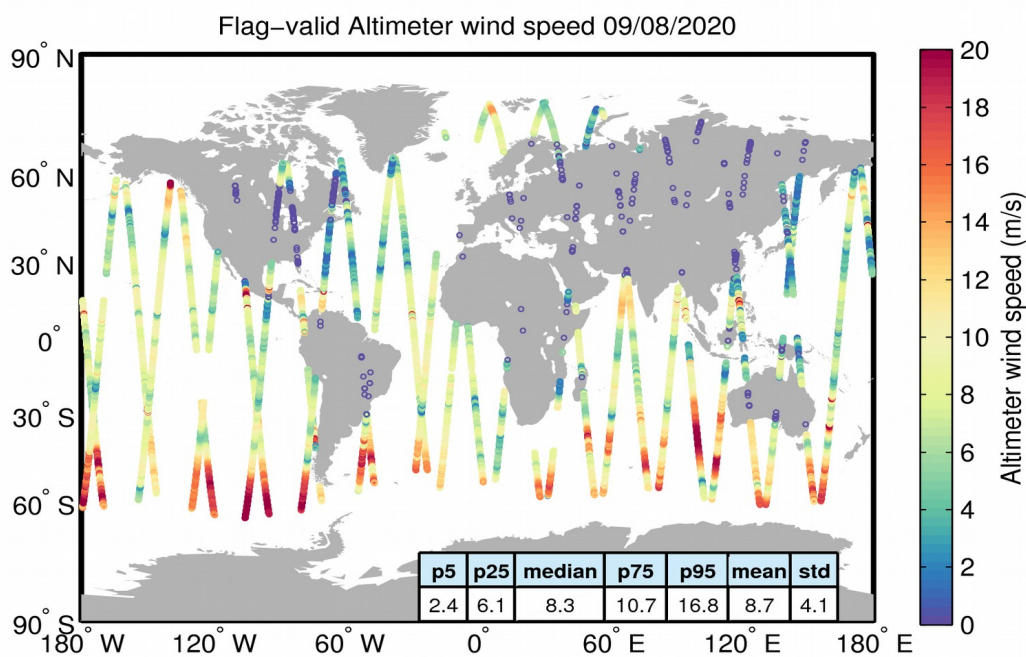 Flag-valid Altimeter wind speed 09/08/2020
90° N
60° N
30° N
0°
30° S
60° S
90° S
180° W
120° W
60° W
0°
60° E
120° E
180° E
p5 p25 median p75 p95 mean std
2.4 6.1 8.3 10.7 16.8 8.7 4.1
20
18
16
14
12
10
8
6
4
2
0
Altimeter wind speed (m/s)